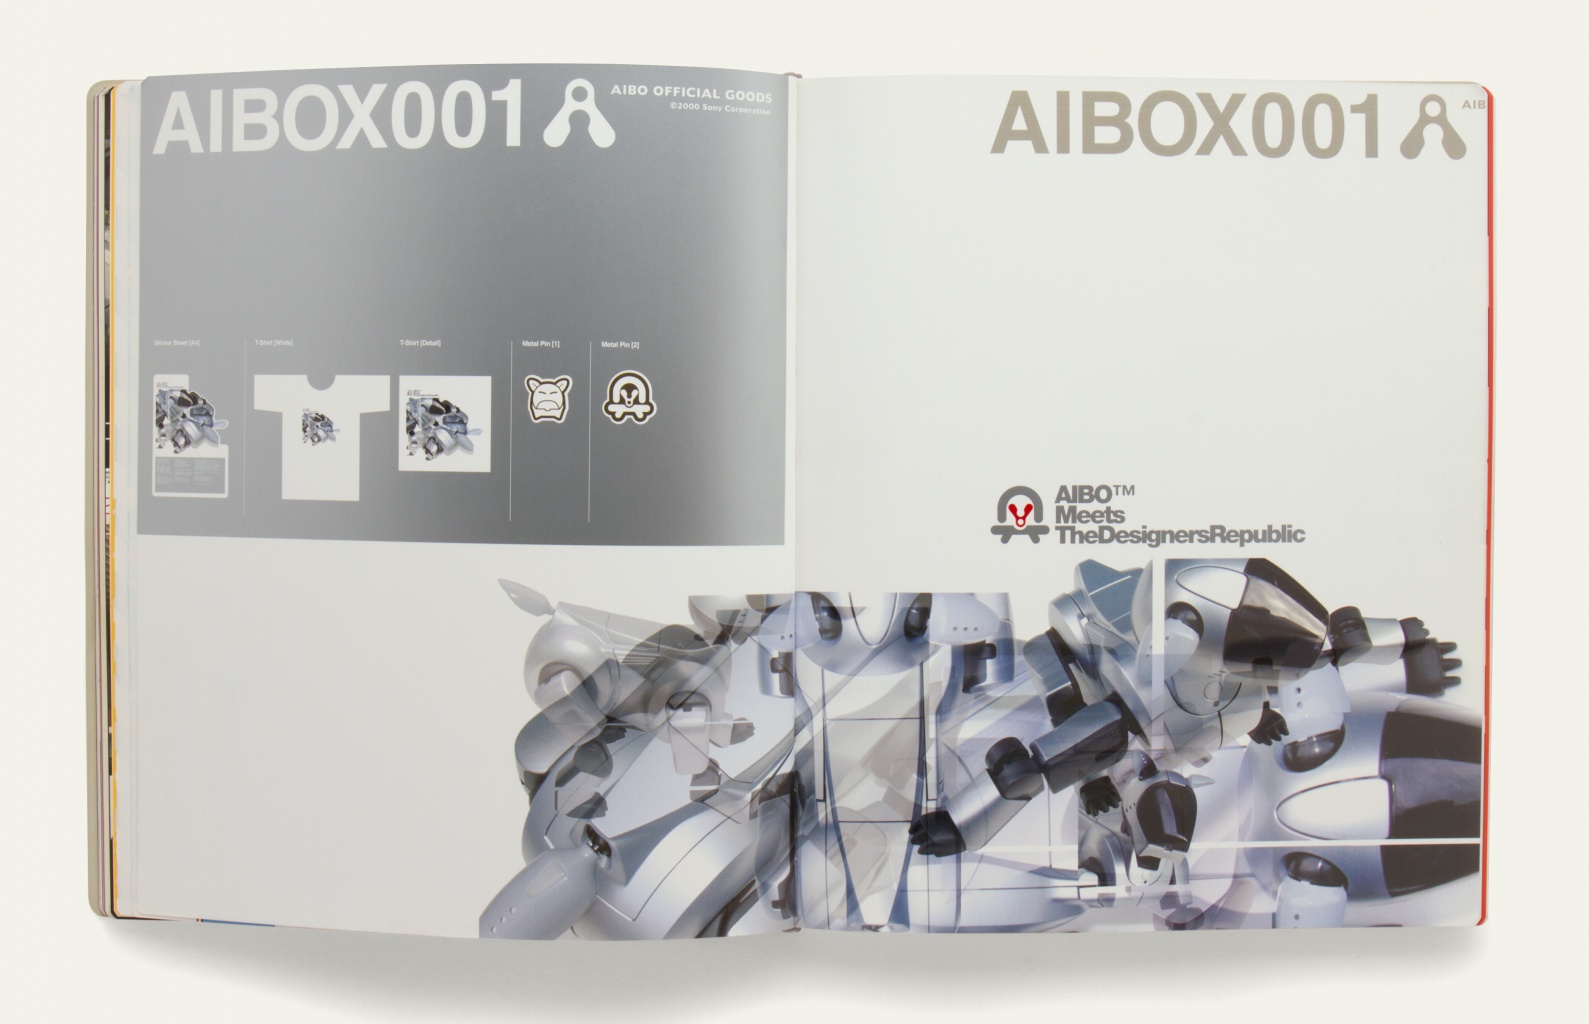 AIBOX001
AIBO OFFICIAL GOODS
©2000 Sony Corporation
Sticker Sheet [A4]
T-Shirt [White]
T-Shirt [Detail]
Metal Pin [1]
Metal Pin [2]
AIBOX001
AIB
AIBO™
Meets
TheDesignersRepublic